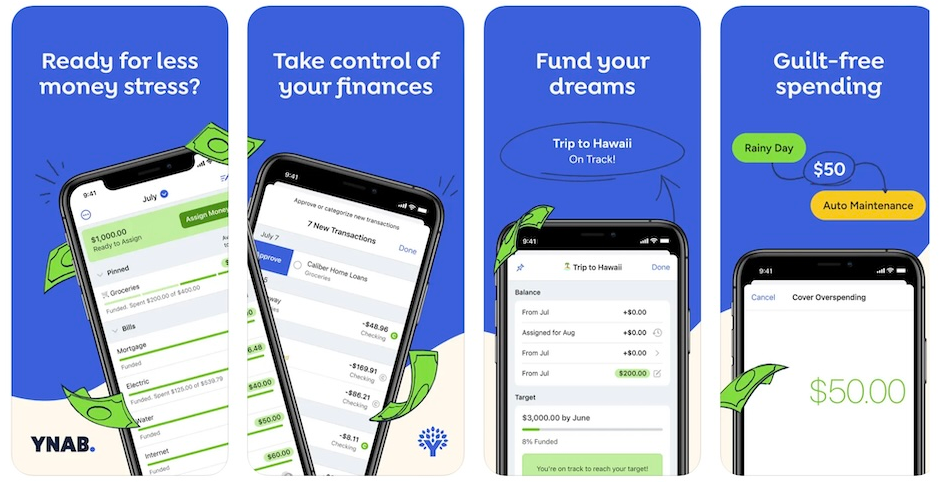 Ready for less
money stress?
9:41
July
$1,000.00
Ready to Assign
Assign Money
Pinned
Groceries
Funded. Spent $200.00 of $400.00
Bills
Mortgage
Funded
Electric
Funded. Spent $125.00 of $539.79
Water
Funded
Internet
Funded
YNAB.
Take control of
your finances
9:41
Approve or categorize new transactions
7 New Transactions
Done
July 7
Approve
Caliber Home Loans
Groceries
-$48.96
Checking
-$169.91
Checking
-$86.21
Checking
-$8.11
Checking
$40.00
$50.00
$60.00
Fund your
dreams
Trip to Hawaii
On Track!
9:41
Trip to Hawaii
Done
Balance
From Jul +$0.00
Assigned for Aug +$0.00
From Jul +$0.00
From Jul $200.00
Target
$3,000.00 by June
8% Funded
You're on track to reach your target!
Guilt-free
spending
Rainy Day
$50
Auto Maintenance
9:41
Cancel
Cover Overspending
$50.00